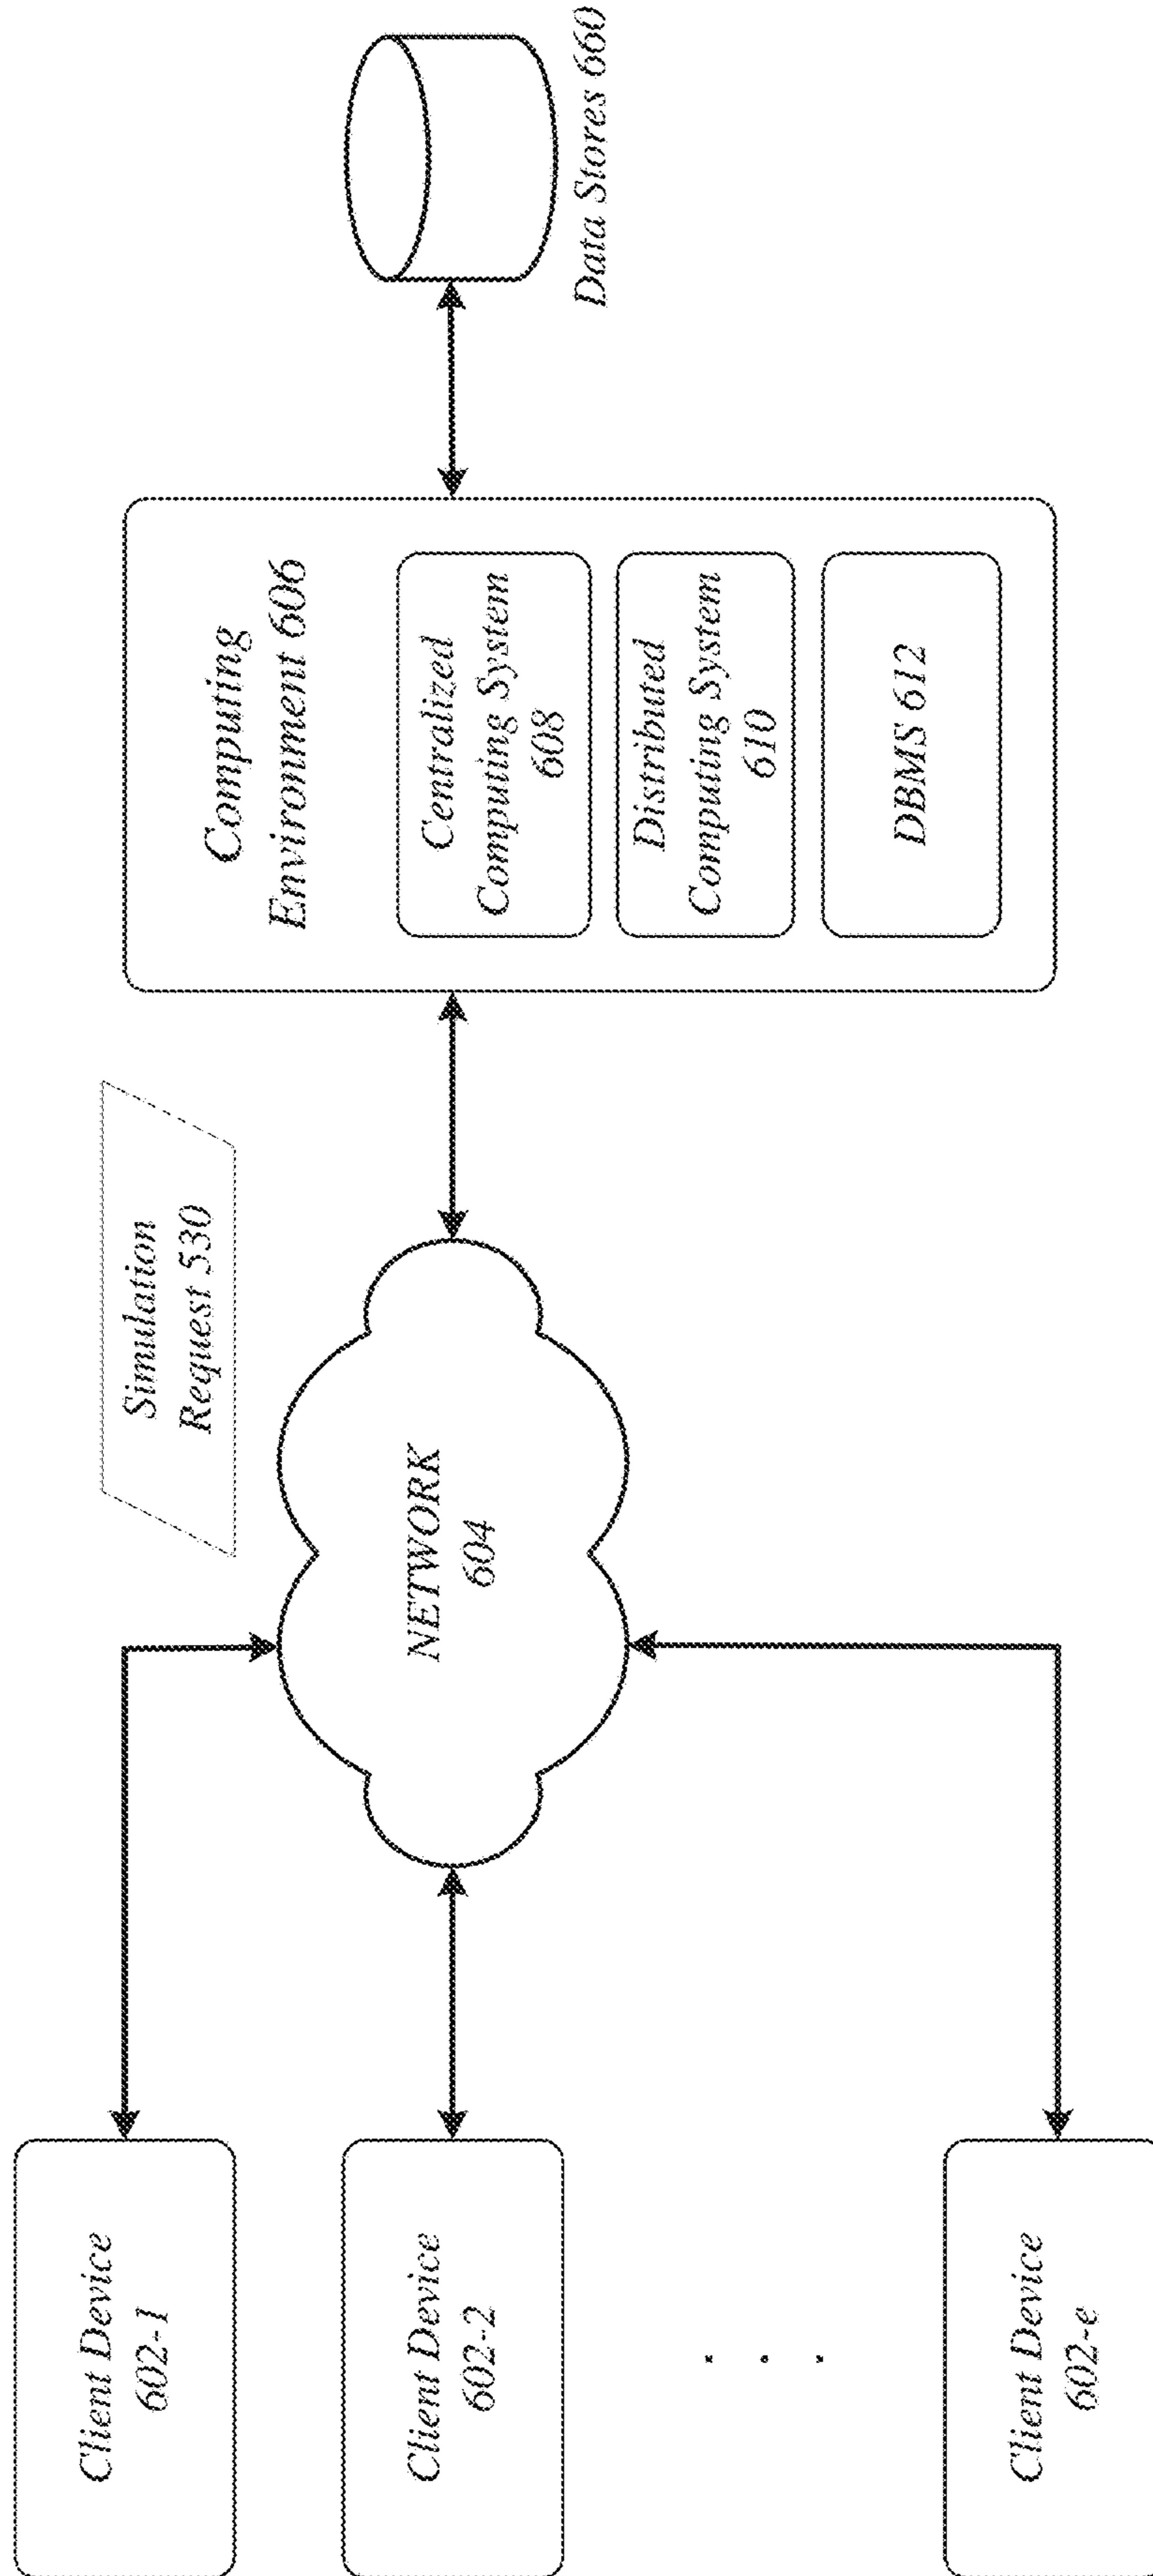 Client Device
602-1
Client Device
602-2
Client Device
602-e
NETWORK
604
Simulation
Request 530
Computing
Environment 606
Centralized
Computing System
608
Distributed
Computing System
610
DBMS 612
Data Stores 660